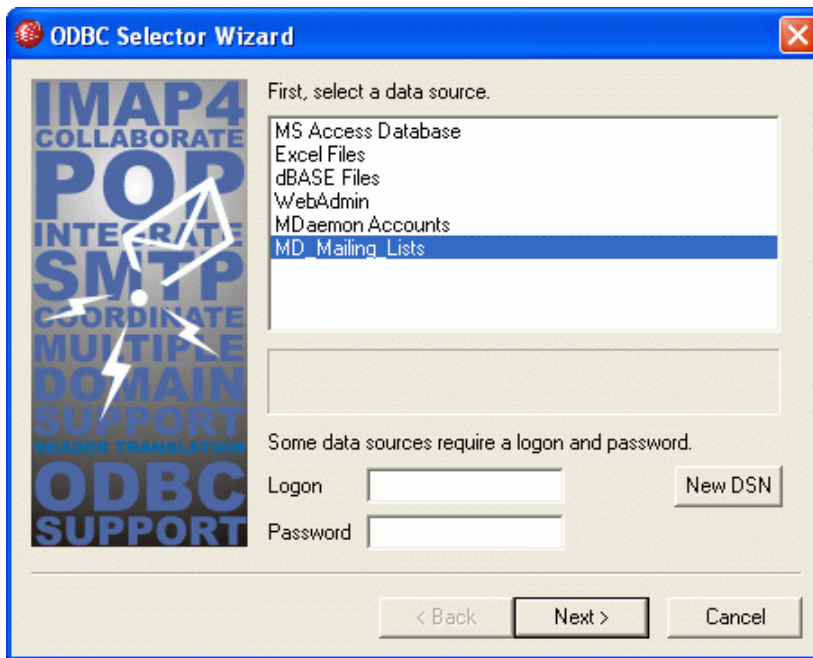 ODBC Selector Wizard
IMAP4
COLLABORATE
POP
INTEGRATE
SMTP
COORDINATE
MULTIPLE
DOMAIN
SUPPORT
HEADER TRANSLATION
ODBC
SUPPORT
First, select a data source.
MS Access Database
Excel Files
dBASE Files
WebAdmin
MDaemon Accounts
MD_Mailing_Lists
Some data sources require a logon and password.
Logon
New DSN
Password
< Back
Next >
Cancel